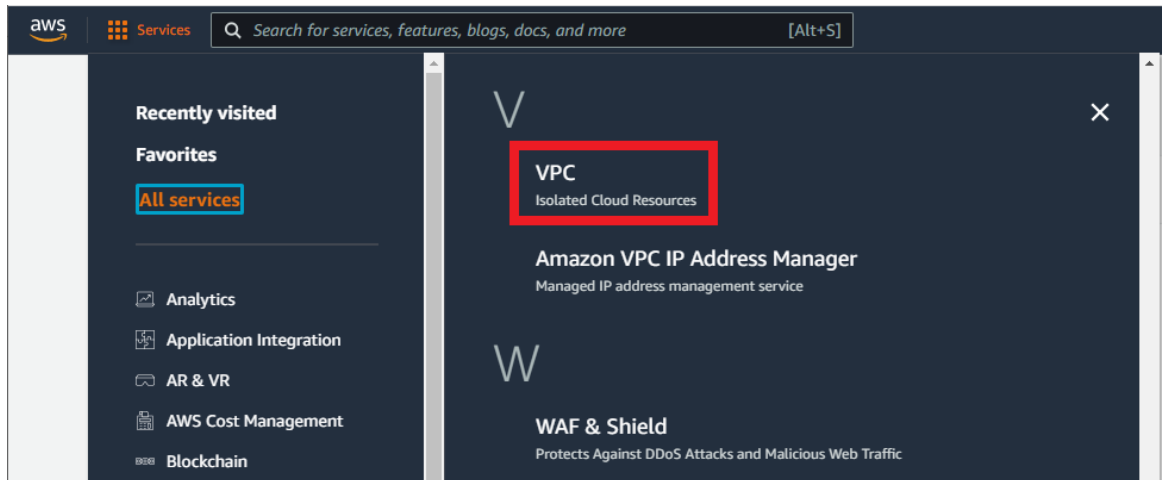 aws
Services
Search for services, features, blogs, docs, and more [Alt+S]
Recently visited
Favorites
All services
Analytics
Application Integration
AR & VR
AWS Cost Management
Blockchain
V
VPC
Isolated Cloud Resources
Amazon VPC IP Address Manager
Managed IP address management service
W
WAF & Shield
Protects Against DDoS Attacks and Malicious Web Traffic